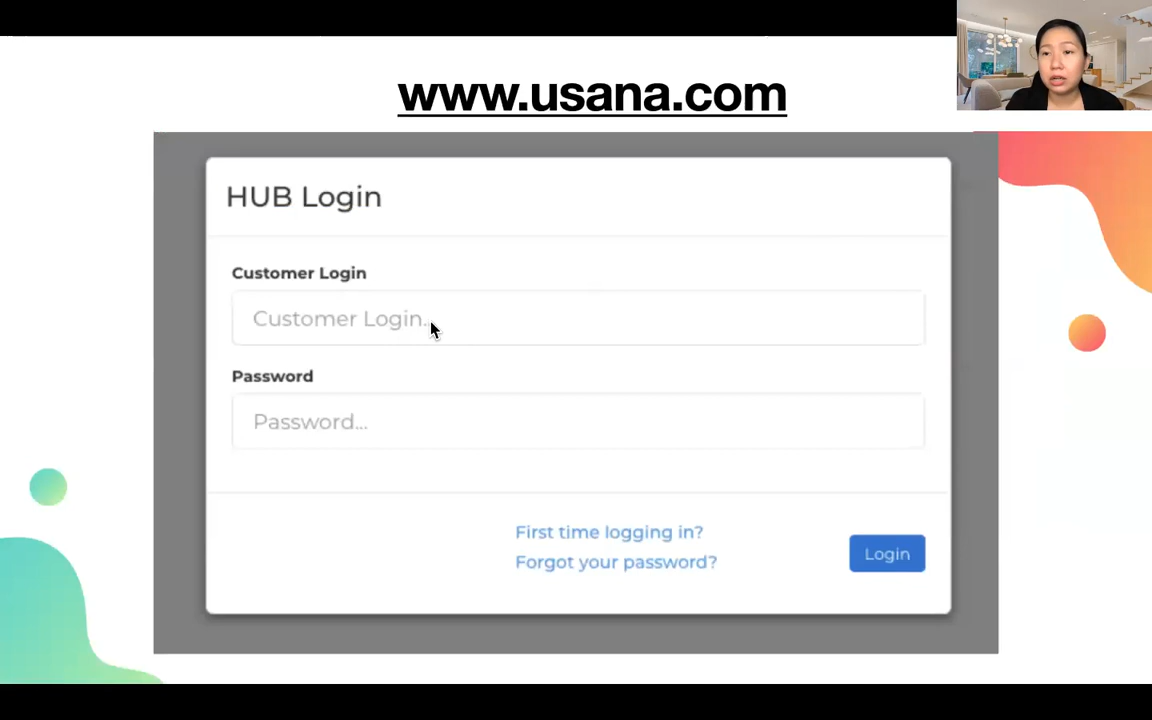 www.usana.com
HUB Login
Customer Login
Customer Login..
Password
Password...
First time logging in?
Forgot your password?
Login